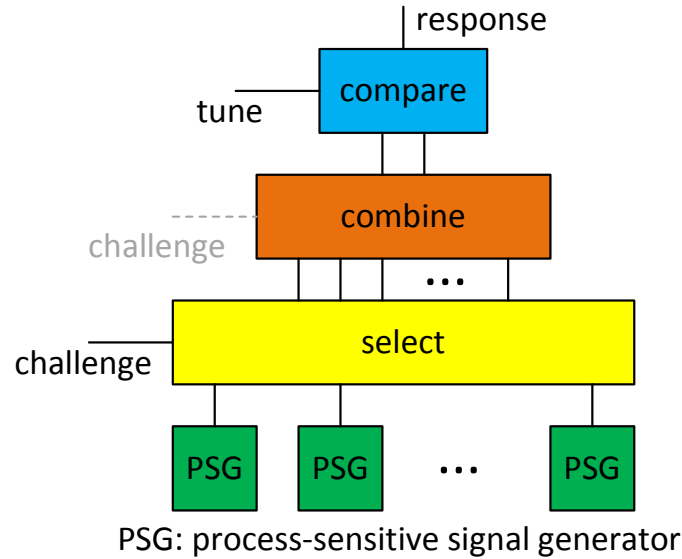 response
compare
tune
combine
challenge
...
select
challenge
PSG PSG ... PSG
PSG: process-sensitive signal generator